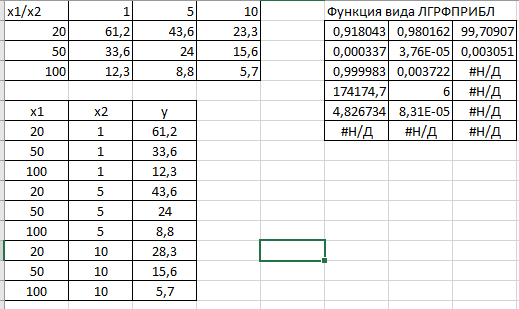 x1/x2 1 5 10 Функция вида ЛГРФПРИБЛ
20 61,2 43,6 23,3 0,918043 0,980162 99,70907
50 33,6 24 15,6 0,000337 3,76E-05 0,003051
100 12,3 8,8 5,7 0,999983 0,003722 #Н/Д
174174,7 6 #Н/Д
x1 x2 y 4,826734 8,31E-05 #Н/Д
20 1 61,2 #Н/Д #Н/Д #Н/Д
50 1 33,6
100 1 12,3
20 5 43,6
50 5 24
100 5 8,8
20 10 28,3
50 10 15,6
100 10 5,7